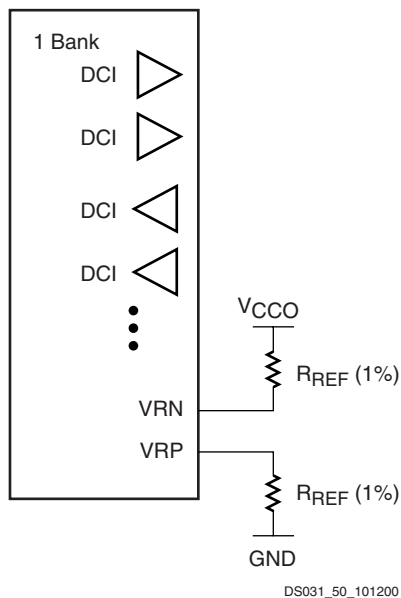 1 Bank
DCI
DCI
DCI
DCI
VCCO
RREF (1%)
VRN
VRP
RREF (1%)
GND
DS031_50_101200